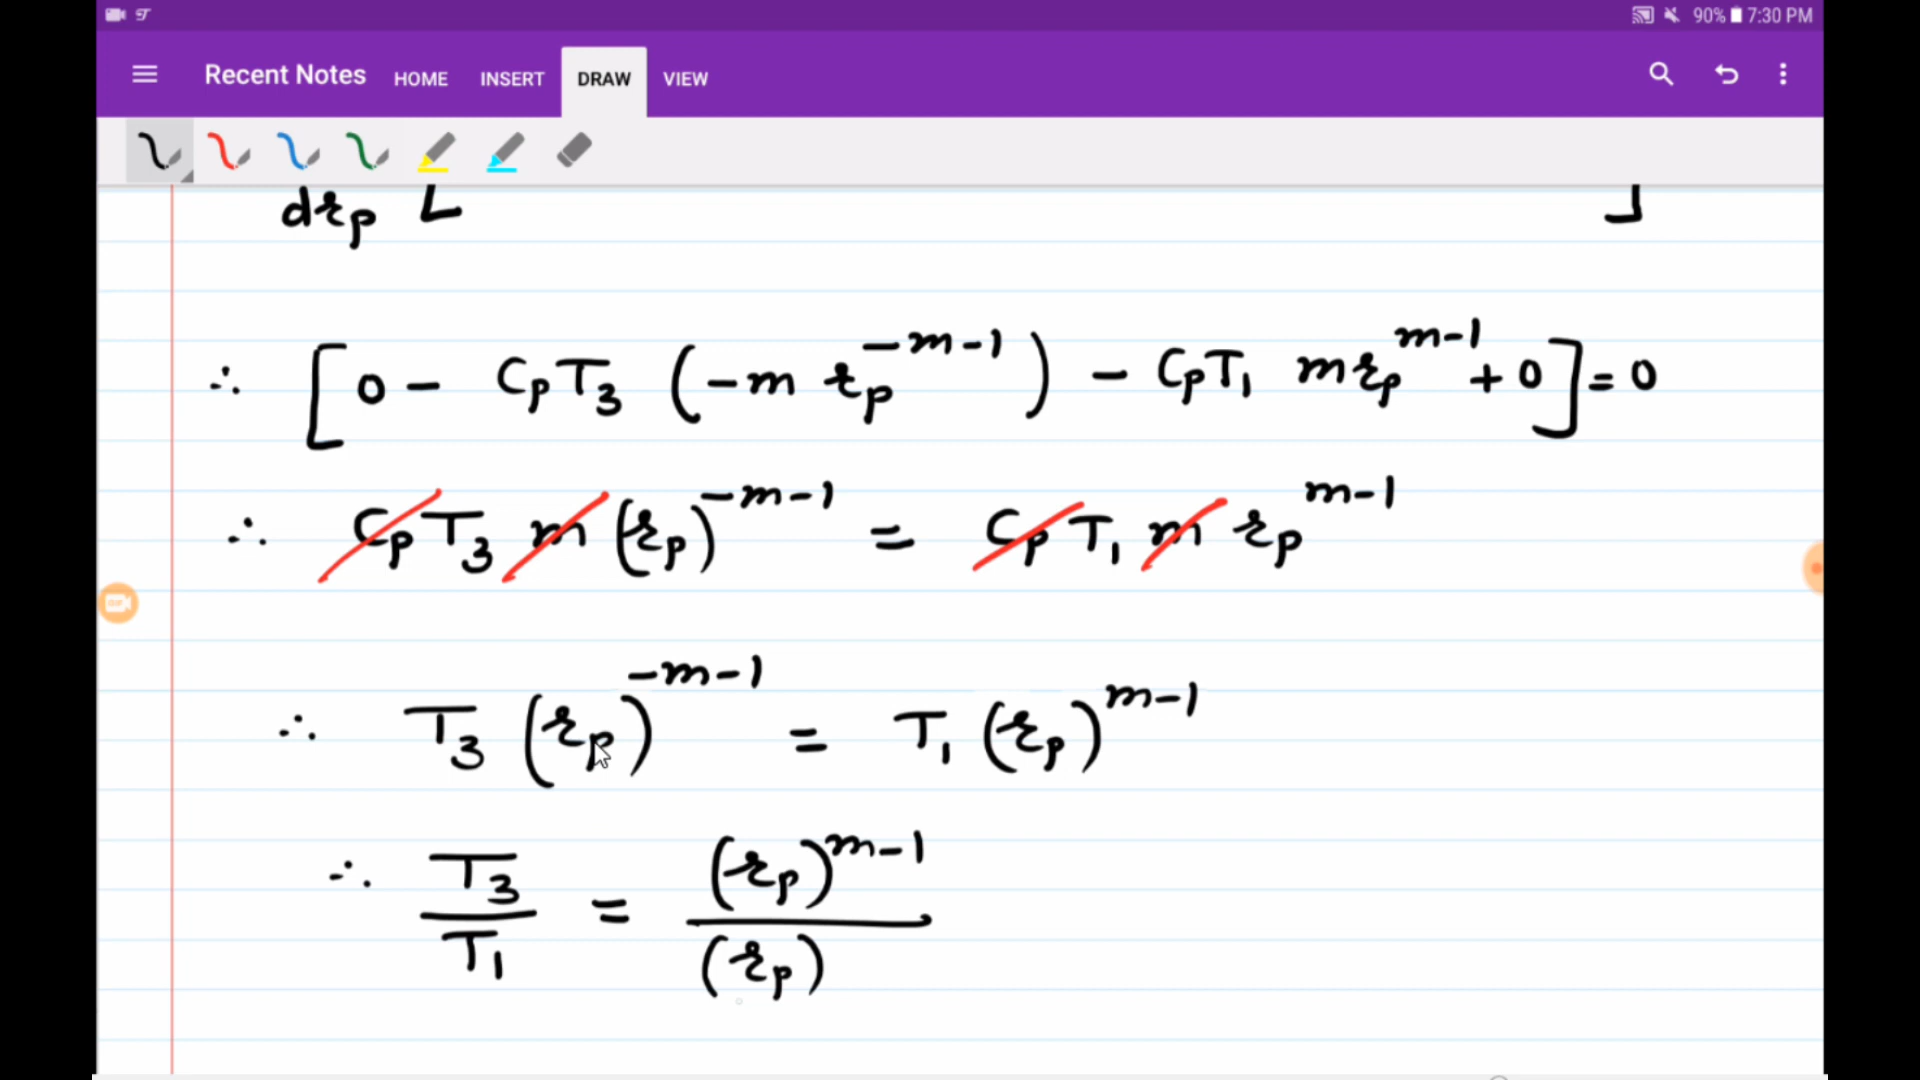 90% 7:30 PM
Recent Notes HOME INSERT DRAW VIEW
drp [ ]
∴ [0 - CpT3 (-m rp^-m-1) - CpT1 mrp^m-1 + 0] = 0
∴ CpT3 m (rp)^-m-1 = CpT1 m rp^m-1
∴ T3 (rp)^-m-1 = T1 (rp)^m-1
∴ T3/T1 = (rp)^m-1/(rp)